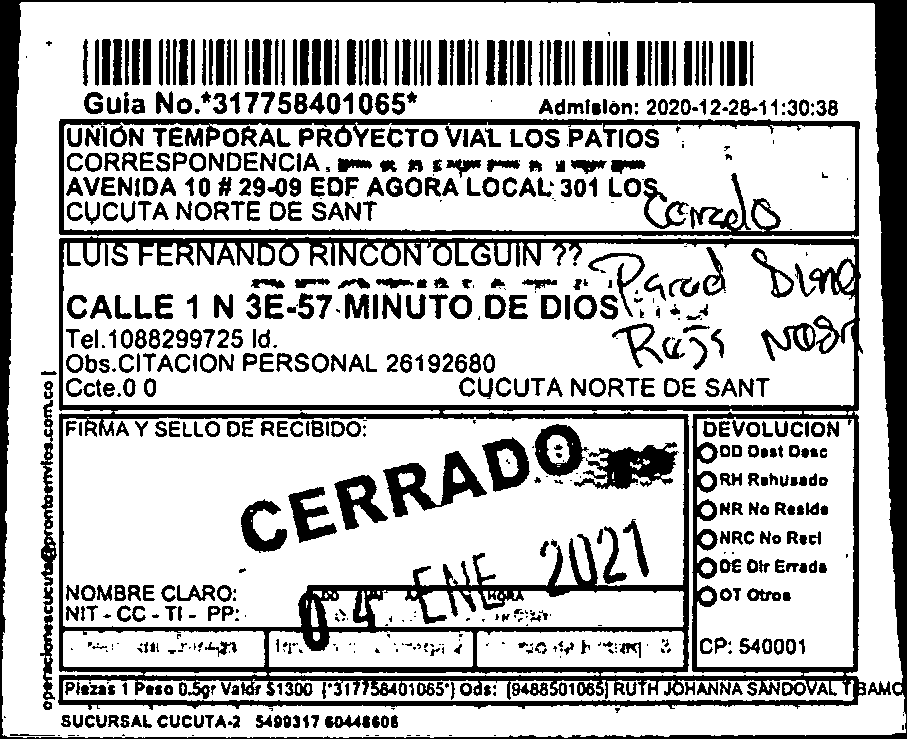 Guia No.*317758401065*
Admision: 2020-12-28-11:30:38
UNION TEMPORAL PROYECTO VIAL LOS PATIOS
CORRESPONDENCIA
AVENIDA 10 # 29-09 EDF AGORA LOCAL 301 LOS
CUCUTA NORTE DE SANT
Cerrado
LUIS FERNANDO RINCON OLGUIN ??
CALLE 1 N 3E-57 MINUTO DE DIOS
Tel.1088299725 Id.
Obs.CITACION PERSONAL 26192680
Ccte.0 0
CUCUTA NORTE DE SANT
Pared
Rejs
operacionescucuta@prontoenvios.com.co
FIRMA Y SELLO DE RECIBIDO:
CERRADO
04 ENE 2021
NOMBRE CLARO:
NIT - CC - TI - PP:
HORA
DEVOLUCION
DD Dest Desc
RH Rehusado
NR No Reside
NRC No Recl
DE Dir Errada
OT Otros
CP: 540001
Piezas 1 Peso 0.5gr Valor $1300 (*317758401065*) Ods: [9488501065] RUTH JOHANNA SANDOVAL TIBAMO
SUCURSAL CUCUTA-2 5499317 60448608